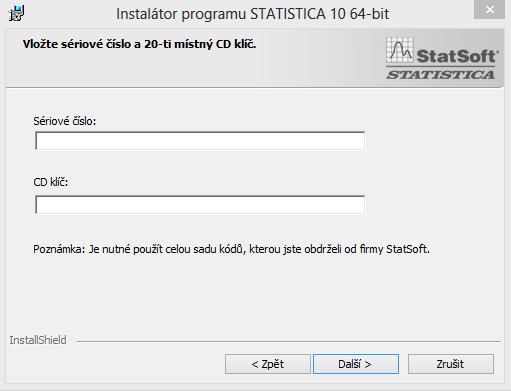 Instalátor programu STATISTICA 10 64-bit
Vložte sériové číslo a 20-ti místný CD klíč.
StatSoft
STATISTICA
Sériové číslo:
CD klíč:
Poznámka: Je nutné použít celou sadu kódů, kterou jste obdrželi od firmy StatSoft.
InstallShield
< Zpět
Další >
Zrušit